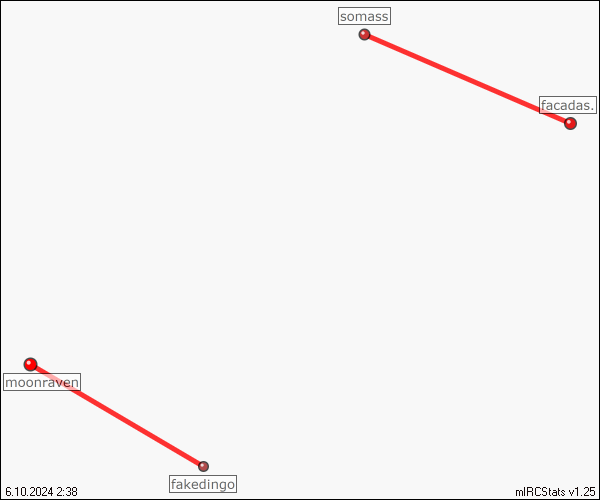 somass
facadas.
moonraven
fakedingo
6.10.2024 2:38
mIRCStats v1.25